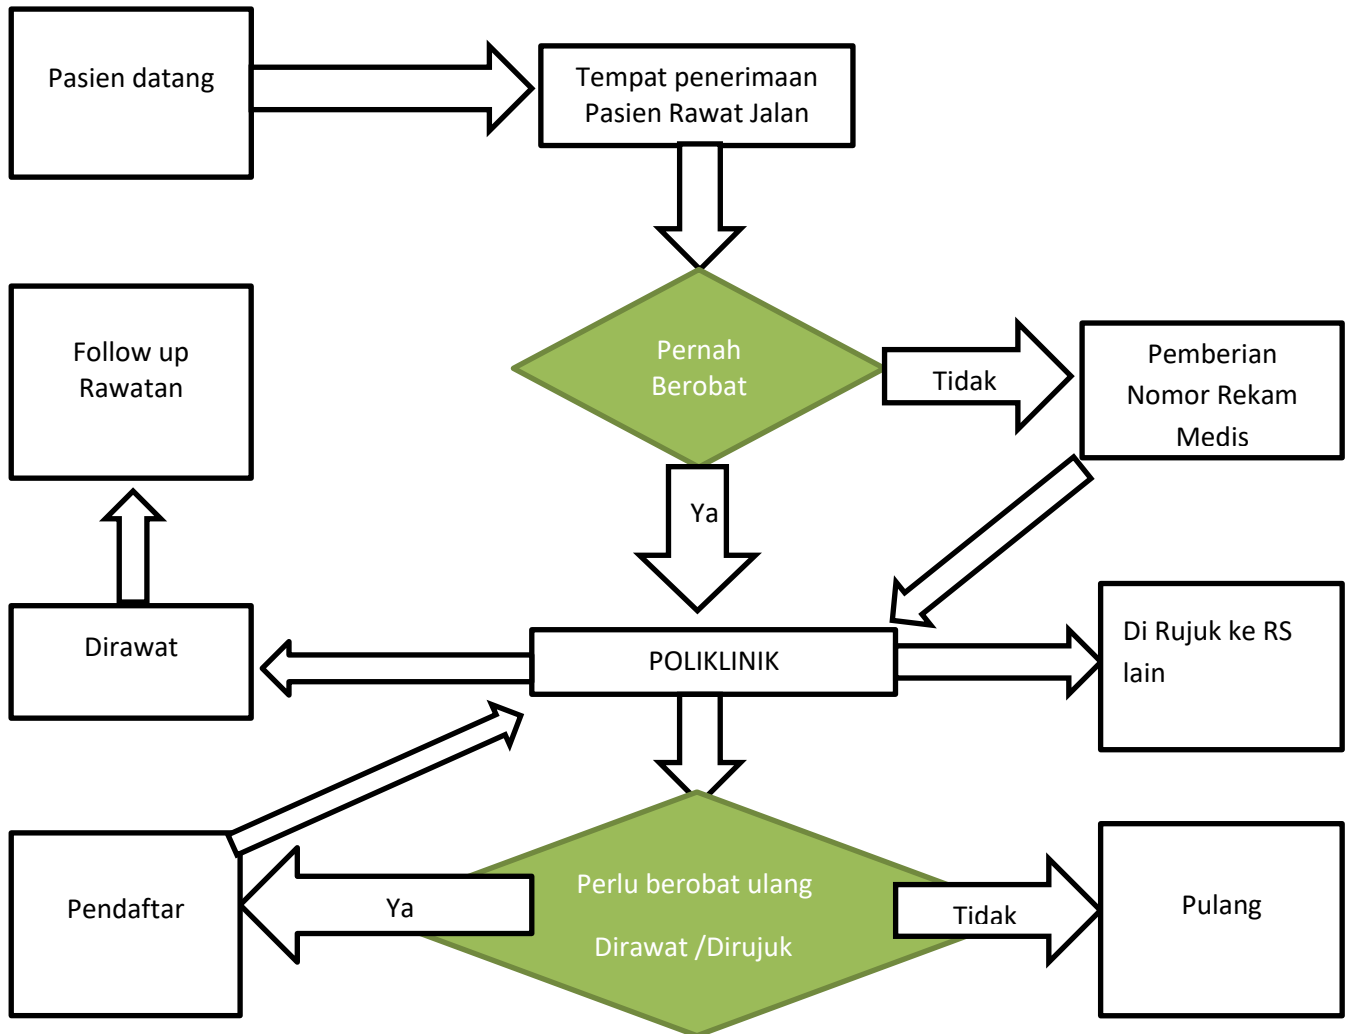 Pasien datang
Tempat penerimaan
Pasien Rawat Jalan
Pernah
Berobat
Tidak
Pemberian
Nomor Rekam
Medis
Follow up
Rawatan
Ya
Dirawat
POLIKLINIK
Di Rujuk ke RS
lain
Pendaftar
Ya
Perlu berobat ulang
Dirawat /Dirujuk
Tidak
Pulang